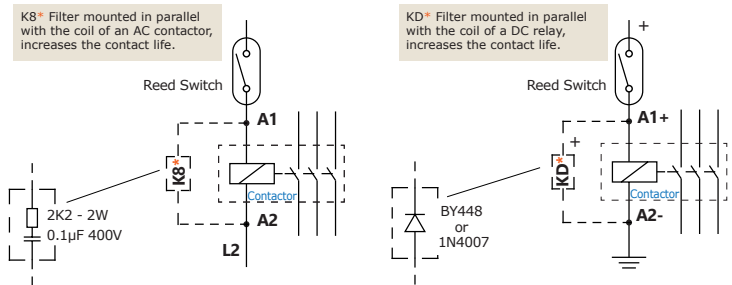 K8* Filter mounted in parallel
with the coil of an AC contactor,
increases the contact life.
Reed Switch
A1
K8*
Contactor
2K2 - 2W
0.1µF 400V
A2
L2
KD* Filter mounted in parallel
with the coil of a DC relay,
increases the contact life.
+
Reed Switch
A1+
+
KD*
Contactor
BY448
or
1N4007
A2-